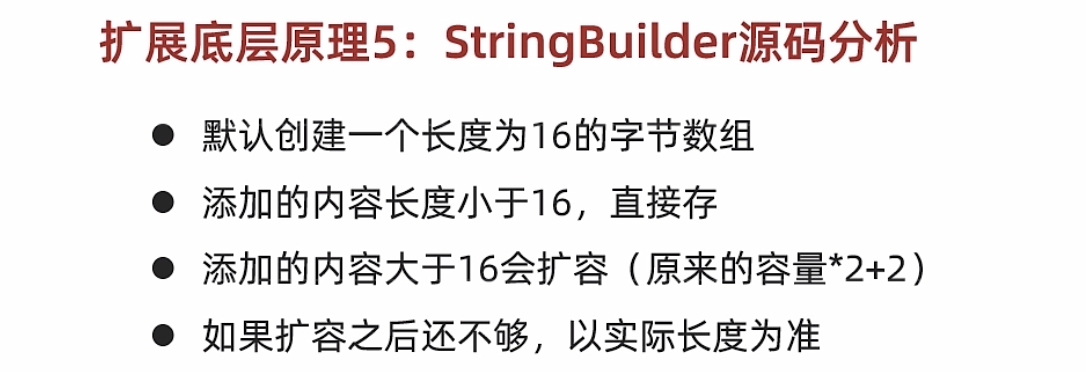 扩展底层原理5：StringBuilder源码分析
● 默认创建一个长度为16的字节数组
● 添加的内容长度小于16，直接存
● 添加的内容大于16会扩容（原来的容量*2+2）
● 如果扩容之后还不够，以实际长度为准